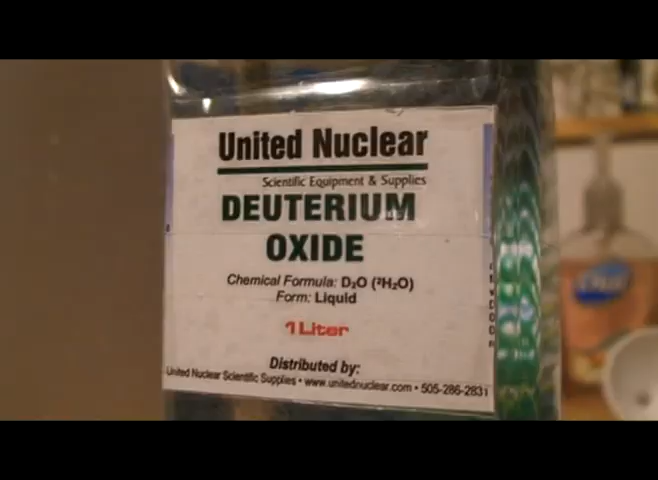 United Nuclear
Scientific Equipment & Supplies
DEUTERIUM
OXIDE
Chemical Formula: D₂O (²H₂O)
Form: Liquid
1 Liter
Distributed by:
United Nuclear Scientific Supplies • www.unitednuclear.com • 505-286-2831
Dial